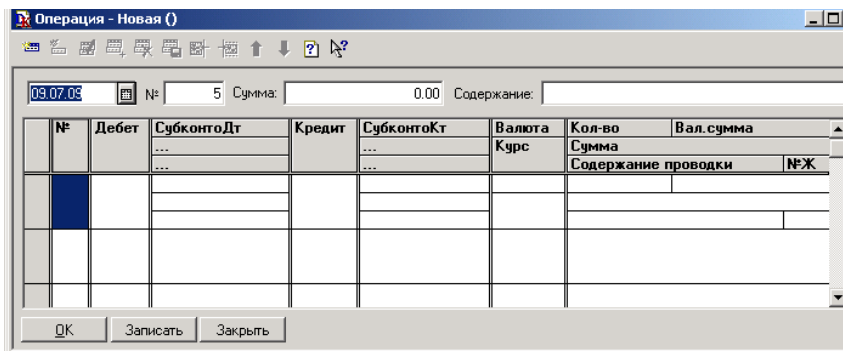 Операция - Новая ()
09.07.09 № 5 Сумма: 0.00 Содержание:
№ Дебет СубконтоДт Кредит СубконтоКт Валюта Кол-во Вал.сумма
... ... Курс Сумма
... ... Содержание проводки №Ж
OK Записать Закрыть